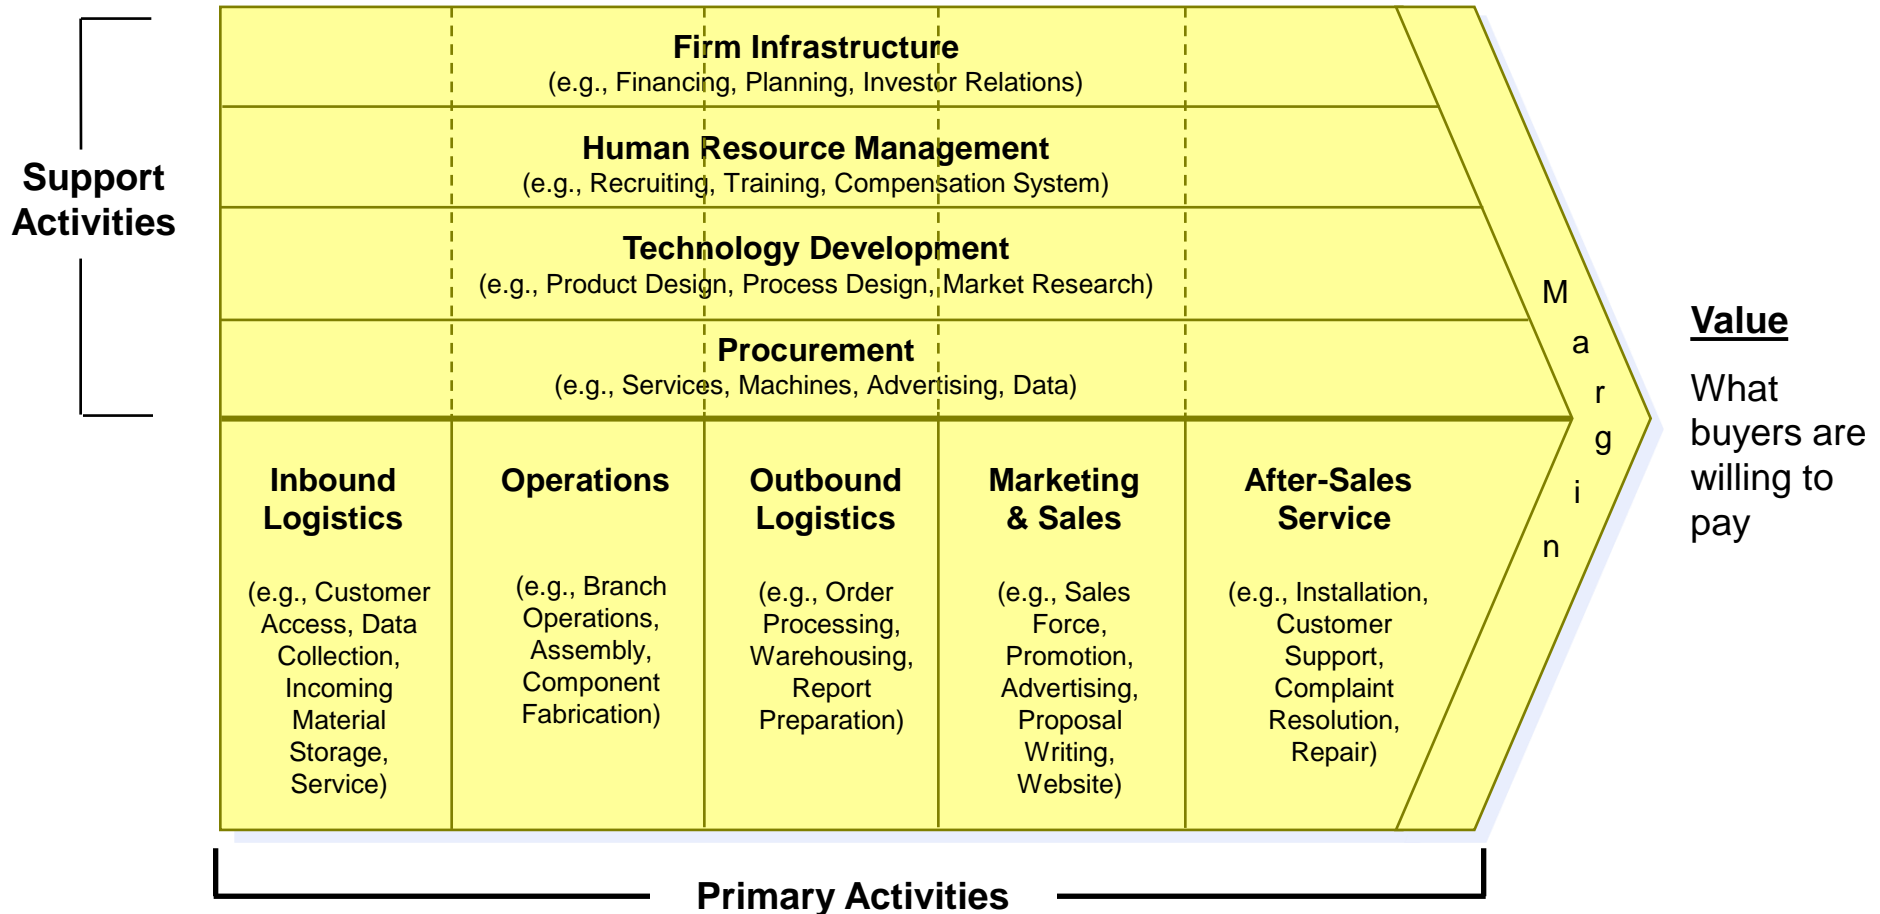 Firm Infrastructure
(e.g., Financing, Planning, Investor Relations)
Human Resource Management
(e.g., Recruiting, Training, Compensation System)
Support
Activities
Technology Development
(e.g., Product Design, Process Design, Market Research)
Procurement
(e.g., Services, Machines, Advertising, Data)
Margin
Value
What
buyers are
willing to
pay
Inbound
Logistics
(e.g., Customer
Access, Data
Collection,
Incoming
Material
Storage,
Service)
Operations
(e.g., Branch
Operations,
Assembly,
Component
Fabrication)
Outbound
Logistics
(e.g., Order
Processing,
Warehousing,
Report
Preparation)
Marketing
& Sales
(e.g., Sales
Force,
Promotion,
Advertising,
Proposal
Writing,
Website)
After-Sales
Service
(e.g., Installation,
Customer
Support,
Complaint
Resolution,
Repair)
Primary Activities